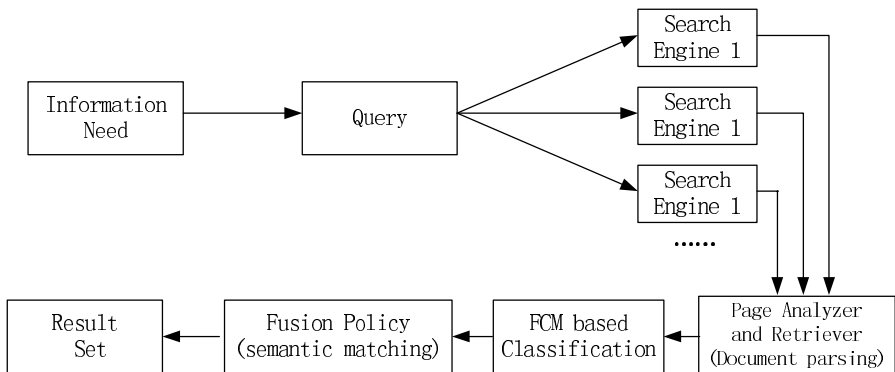 Search
Engine 1
Information
Need
Query
Search
Engine 1
Search
Engine 1
······
Result
Set
Fusion Policy
(semantic matching)
FCM based
Classification
Page Analyzer
and Retriever
(Document parsing)